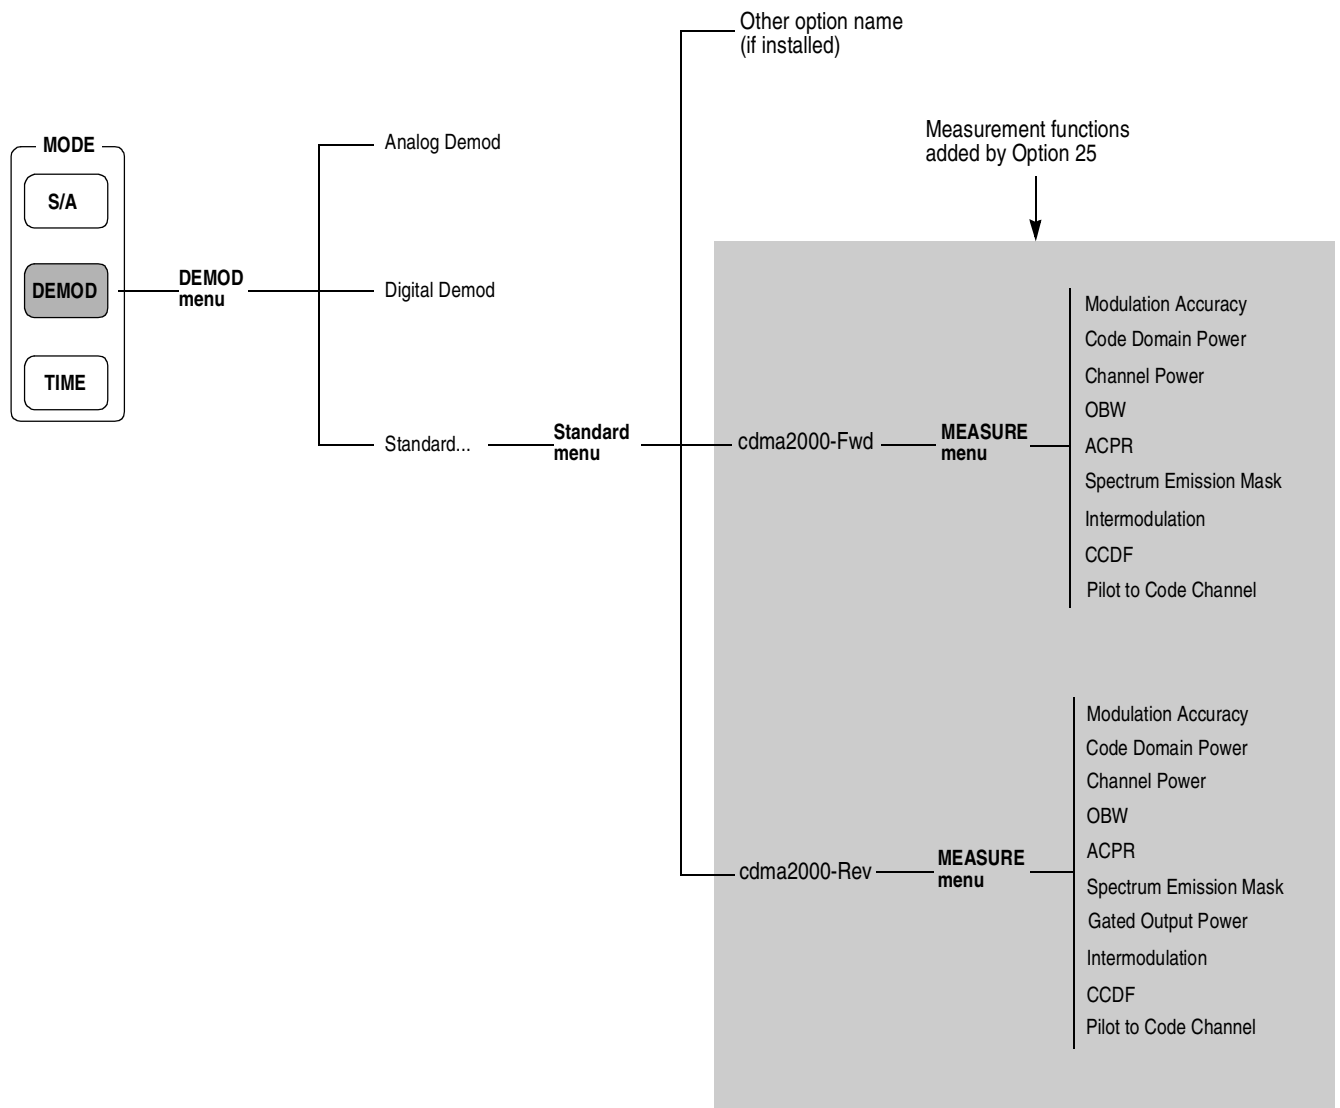 Other option name
(if installed)
Measurement functions
added by Option 25
MODE
S/A
DEMOD
TIME
DEMOD
menu
Analog Demod
Digital Demod
Standard...
Standard
menu
cdma2000-Fwd
MEASURE
menu
Modulation Accuracy
Code Domain Power
Channel Power
OBW
ACPR
Spectrum Emission Mask
Intermodulation
CCDF
Pilot to Code Channel
cdma2000-Rev
MEASURE
menu
Modulation Accuracy
Code Domain Power
Channel Power
OBW
ACPR
Spectrum Emission Mask
Gated Output Power
Intermodulation
CCDF
Pilot to Code Channel